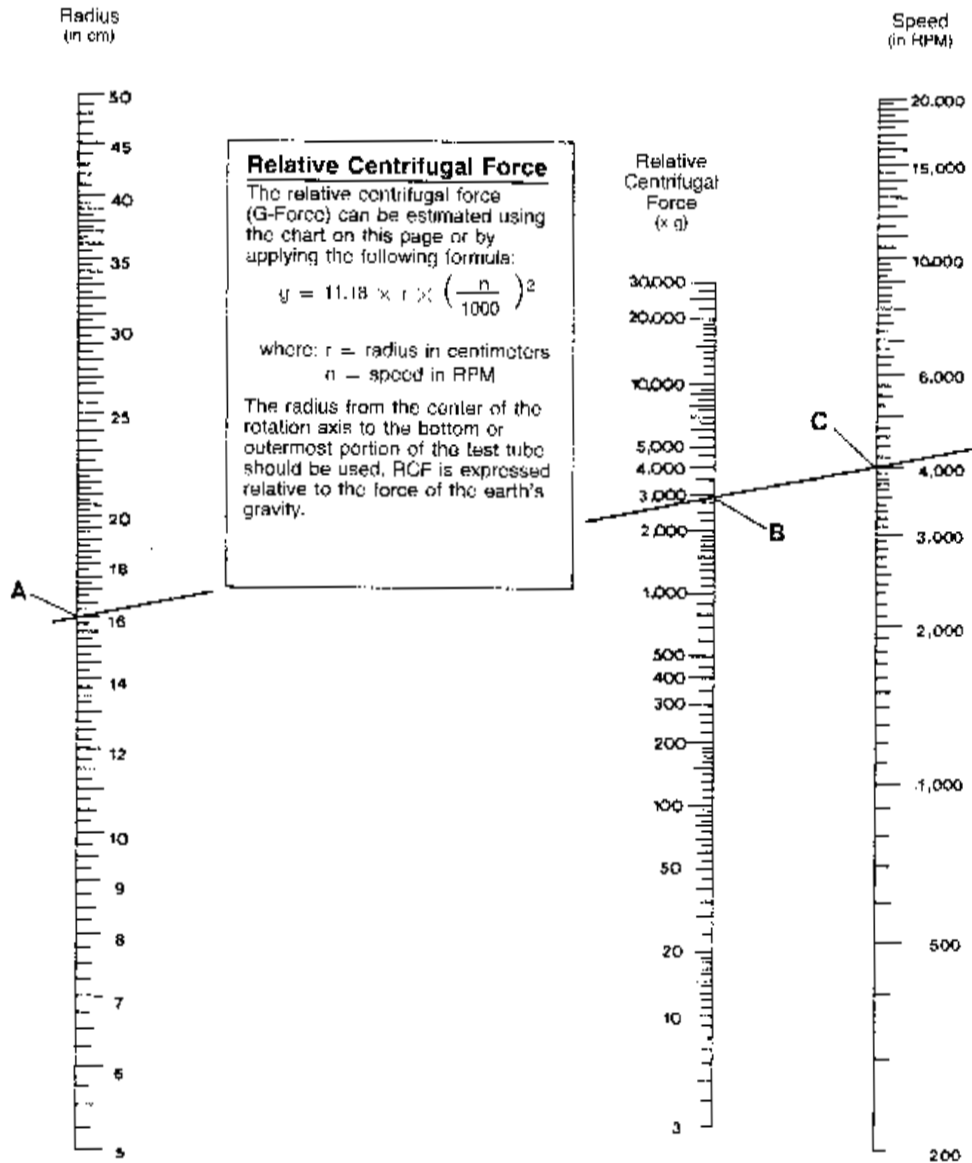 Radius
(in cm)
50
45
40
35
30
25
20
18
16
14
12
10
9
8
7
6
5
A
Relative Centrifugal Force
The relative centrifugal force
(G-Force) can be estimated using
the chart on this page or by
applying the following formula:
g = 11.18 × r × ( n / 1000 )2
where: r = radius in centimeters
n = speed in RPM
The radius from the center of the
rotation axis to the bottom or
outermost portion of the test tube
should be used. RCF is expressed
relative to the force of the earth's
gravity.
Relative
Centrifugal
Force
(× g)
30,000
20,000
10,000
5,000
4,000
3,000
2,000
1,000
500
400
300
200
100
50
20
10
3
B
Speed
(in RPM)
20,000
15,000
10,000
6,000
4,000
3,000
2,000
1,000
500
200
C